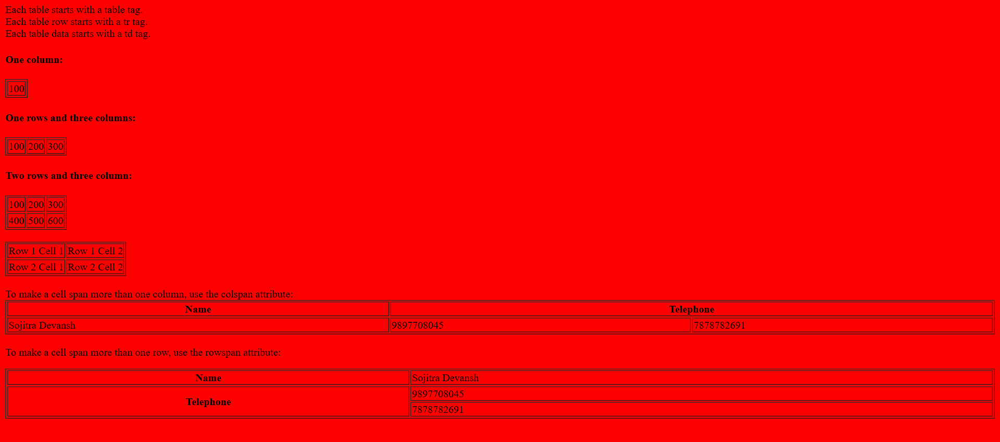 Each table starts with a table tag.
Each table row starts with a tr tag.
Each table data starts with a td tag.
One column:
100
One rows and three columns:
100 200 300
Two rows and three column:
100 200 300
400 500 600
Row 1 Cell 1 Row 1 Cell 2
Row 2 Cell 1 Row 2 Cell 2
To make a cell span more than one column, use the colspan attribute:
Name Telephone
Sojitra Devansh 9897708045 7878782691
To make a cell span more than one row, use the rowspan attribute:
Name Sojitra Devansh
Telephone 9897708045
7878782691